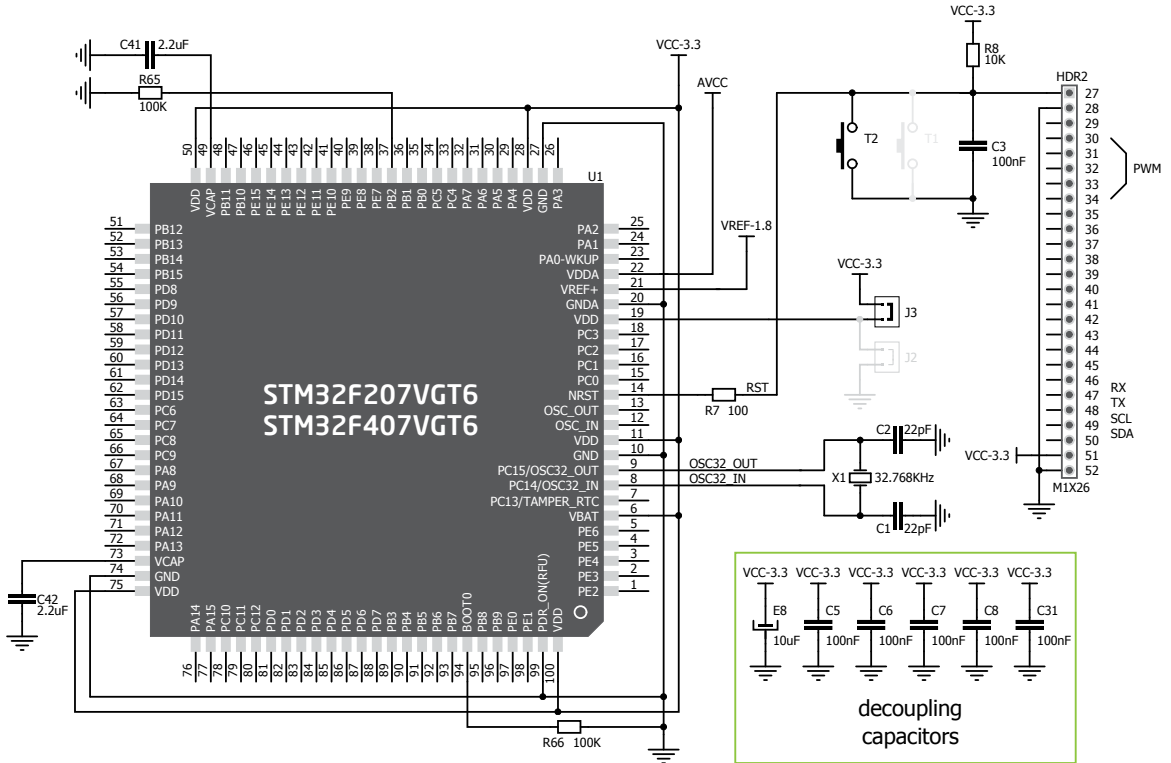 VCC-3.3
R8
10K
C41 2.2uF
VCC-3.3
HDR2
R65
100K
AVCC
27
28
29
30
31
32
33
34
35
36
37
38
39
40
41
42
43
44
45
46
47
48
49
50
51
52
M1X26
PWM
RX
TX
SCL
SDA
VCC-3.3
T2
T1
C3
100nF
50 49 48 47 46 45 44 43 42 41 40 39 38 37 36 35 34 33 32 31 30 29 28 27 26
VDD VCAP PB11 PB10 PE15 PE14 PE13 PE12 PE11 PE10 PE9 PE8 PE7 PB2 PB1 PB0 PC5 PC4 PA7 PA6 PA5 PA4 VDD GND PA3
U1
51 PB12
52 PB13
53 PB14
54 PB15
55 PD8
56 PD9
57 PD10
58 PD11
59 PD12
60 PD13
61 PD14
62 PD15
63 PC6
64 PC7
65 PC8
66 PC9
67 PA8
68 PA9
69 PA10
70 PA11
71 PA12
72 PA13
73 VCAP
74 GND
75 VDD
STM32F207VGT6
STM32F407VGT6
PA2 25
PA1 24
PA0-WKUP 23
VDDA 22
VREF+ 21
GNDA 20
VDD 19
PC3 18
PC2 17
PC1 16
PC0 15
NRST 14
OSC_OUT 13
OSC_IN 12
VDD 11
GND 10
PC15/OSC32_OUT 9
PC14/OSC32_IN 8
PC13/TAMPER_RTC 7
VBAT 6
PE6 5
PE5 4
PE4 3
PE3 2
PE2 1
PA14 PA15 PC10 PC11 PC12 PD0 PD1 PD2 PD3 PD4 PD5 PD6 PD7 PB3 PB4 PB5 PB6 PB7 BOOT0 PB8 PB9 PE0 PE1 PDR_ON(RFU) VDD
76 77 78 79 80 81 82 83 84 85 86 87 88 89 90 91 92 93 94 95 96 97 98 99 100
VREF-1.8
VCC-3.3
J3
J2
RST
R7 100
OSC32_OUT
OSC32_IN
C2 22pF
X1 32.768KHz
C1 22pF
C42
2.2uF
R66 100K
VCC-3.3 VCC-3.3 VCC-3.3 VCC-3.3 VCC-3.3 VCC-3.3
E8 C5 C6 C7 C8 C31
10uF 100nF 100nF 100nF 100nF 100nF
decoupling
capacitors